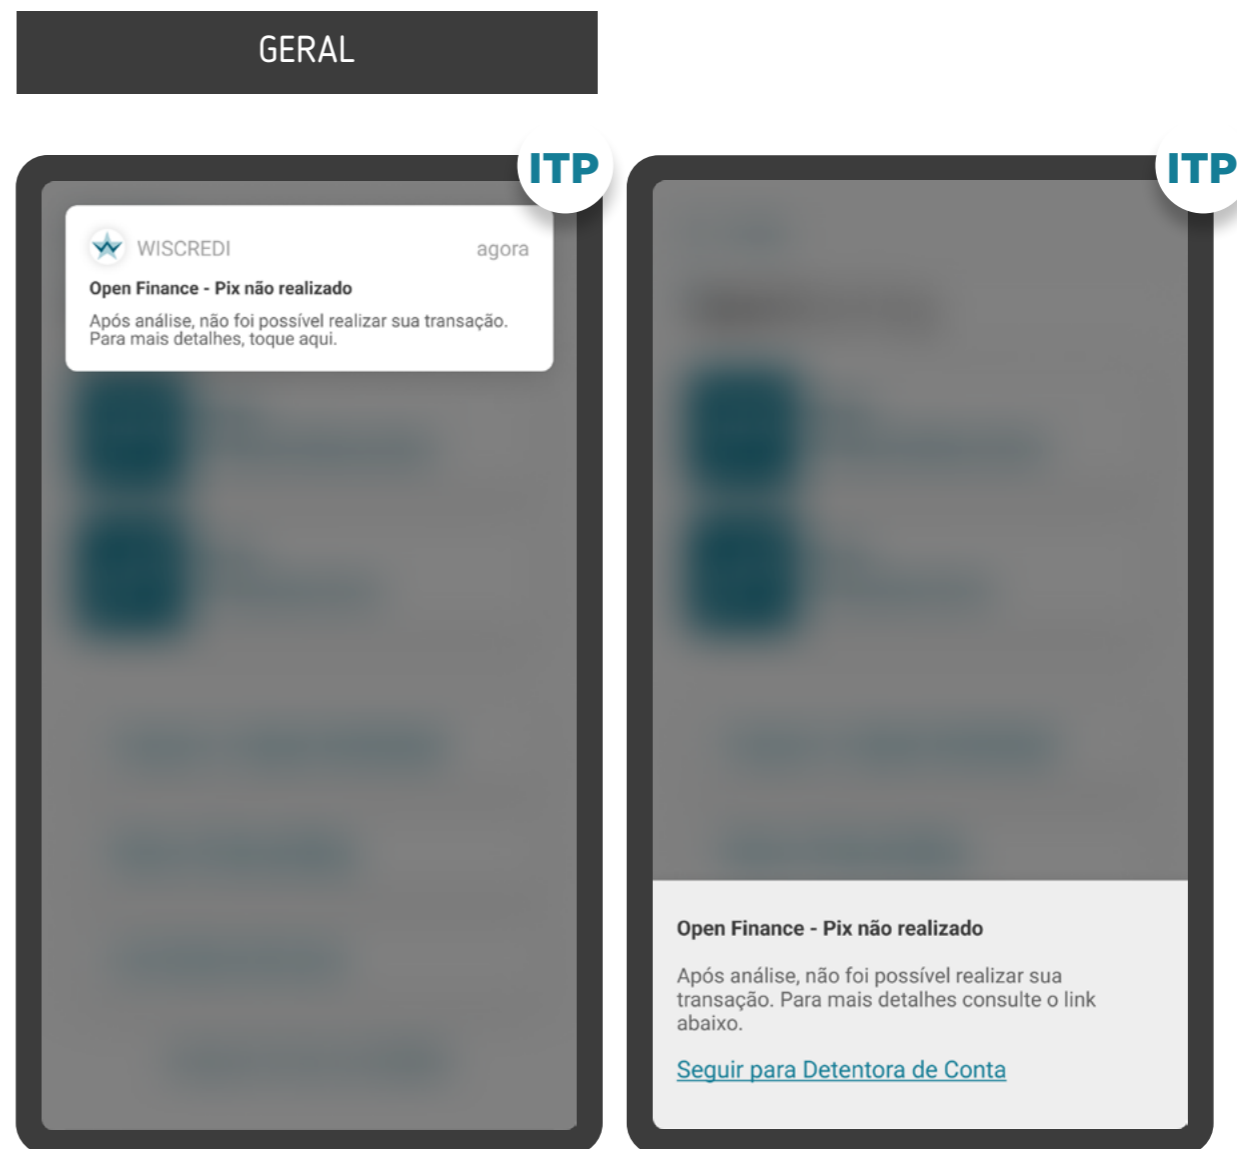 GERAL
ITP
WISCREDI
agora
Open Finance - Pix não realizado
Após análise, não foi possível realizar sua transação.
Para mais detalhes, toque aqui.
ITP
Open Finance - Pix não realizado
Após análise, não foi possível realizar sua
transação. Para mais detalhes consulte o link
abaixo.
Seguir para Detentora de Conta